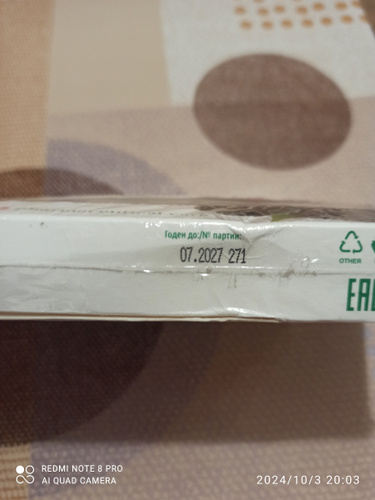 Годен до:/№ партии:
07.2027 271
OTHER
EAC
REDMI NOTE 8 PRO
AI QUAD CAMERA
2024/10/3 20:03